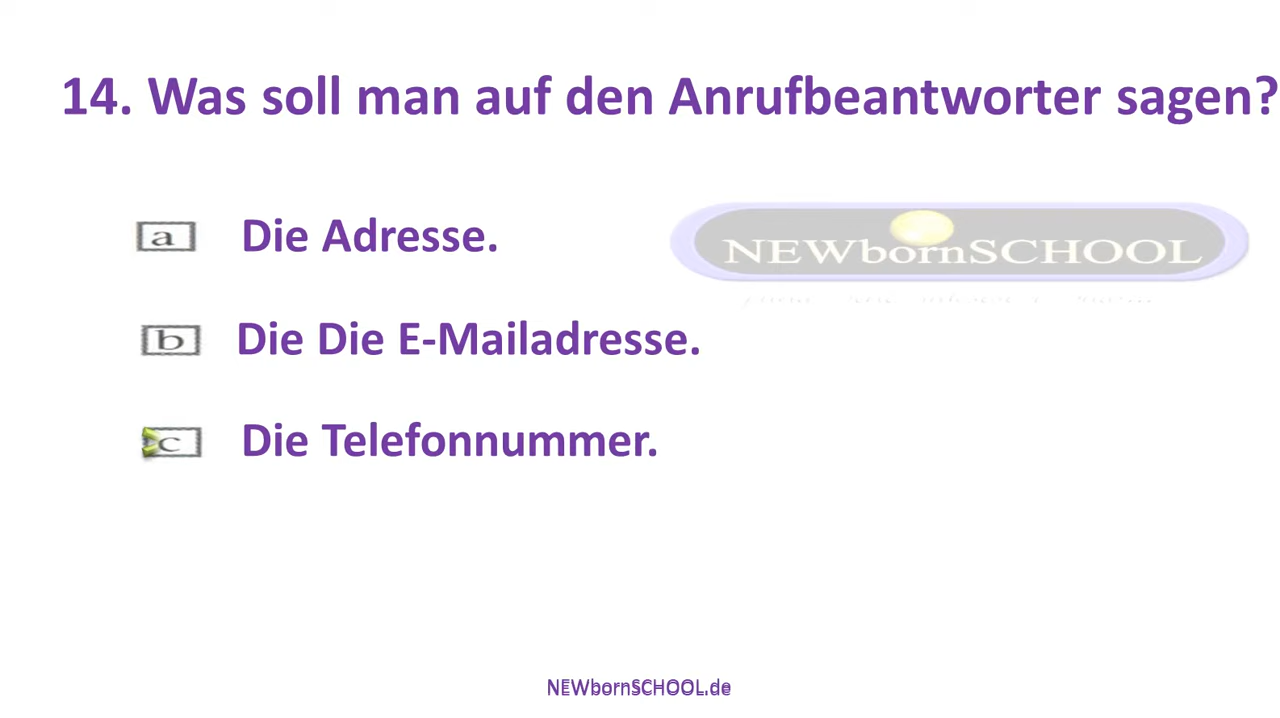 14. Was soll man auf den Anrufbeantworter sagen?
a Die Adresse.
NEWbornSCHOOL
b Die Die E-Mailadresse.
c Die Telefonnummer.
NEWbornSCHOOL.de